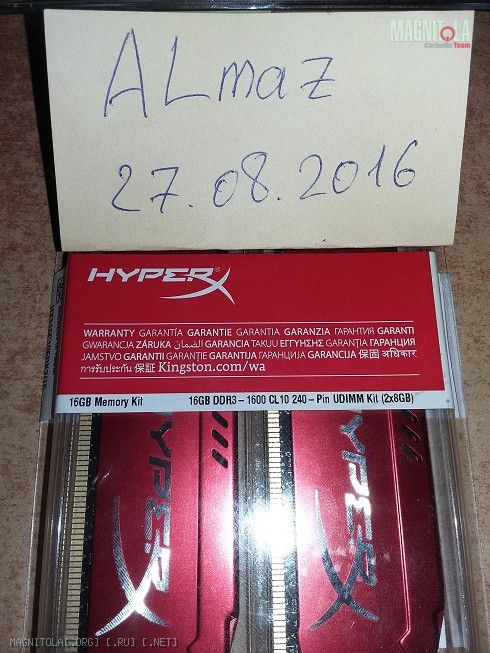 MAGNITOLA
CarAudio Team
ALmaz
27.08.2016
HYPERX
WARRANTY GARANTÍA GARANTIE GARANTIA GARANZIA ГАРАНТИЯ GARANTI
GWARANCJA ZÁRUKA الضمان GARANCIA TAKUU ΕΓΓΥΗΣΗΣ GARANTİ ГАРАНЦИЯ
JAMSTVO GARANTII GARANȚIE GARANTIJA ГАРАНЦИЈА GARANCIJA 保固 अधिकार
การรับประกัน 保証 Kingston.com/wa
16GB Memory Kit 16GB DDR3– 1600 CL10 240 – Pin UDIMM Kit (2x8GB)
HYPERX
HYPERX
MAGNITOLA[.ORG] [.RU] [.NET]